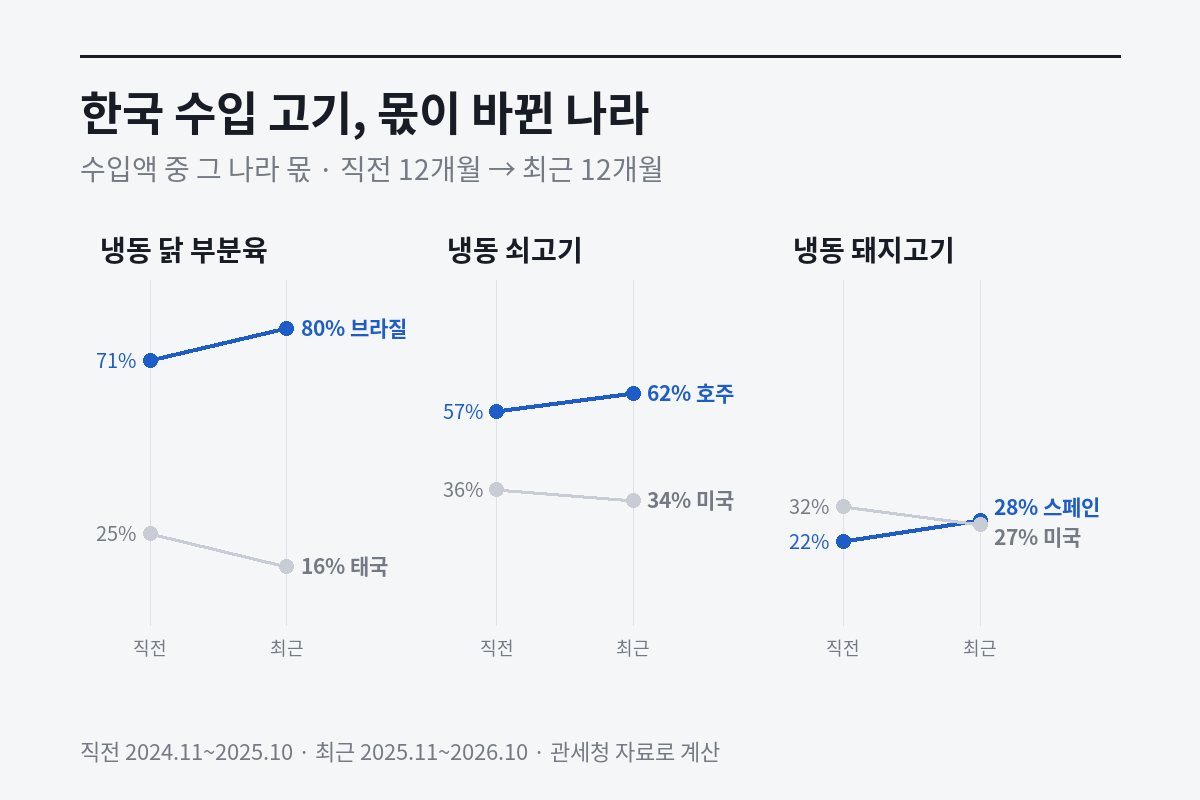 한국 수입 고기, 몫이 바뀐 나라
수입액 중 그 나라 몫 · 직전 12개월 → 최근 12개월
냉동 닭 부분육
71%
80% 브라질
25%
16% 태국
직전
최근
냉동 쇠고기
57%
62% 호주
36%
34% 미국
직전
최근
냉동 돼지고기
32%
28% 스페인
22%
27% 미국
직전
최근
직전 2024.11~2025.10 · 최근 2025.11~2026.10 · 관세청 자료로 계산